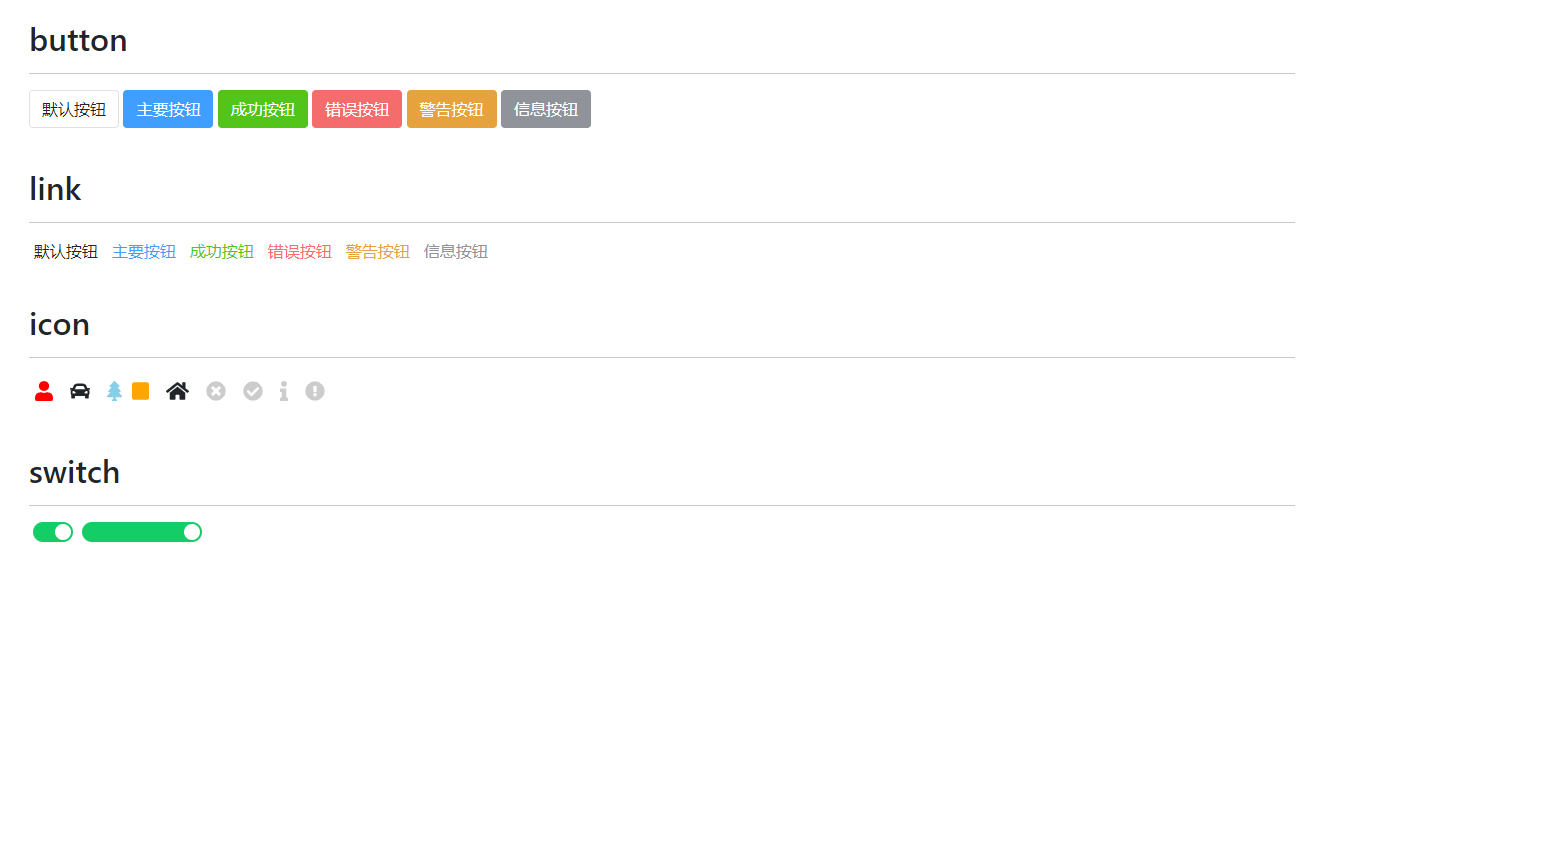 button
默认按钮 主要按钮 成功按钮 错误按钮 警告按钮 信息按钮
link
默认按钮 主要按钮 成功按钮 错误按钮 警告按钮 信息按钮
icon
switch